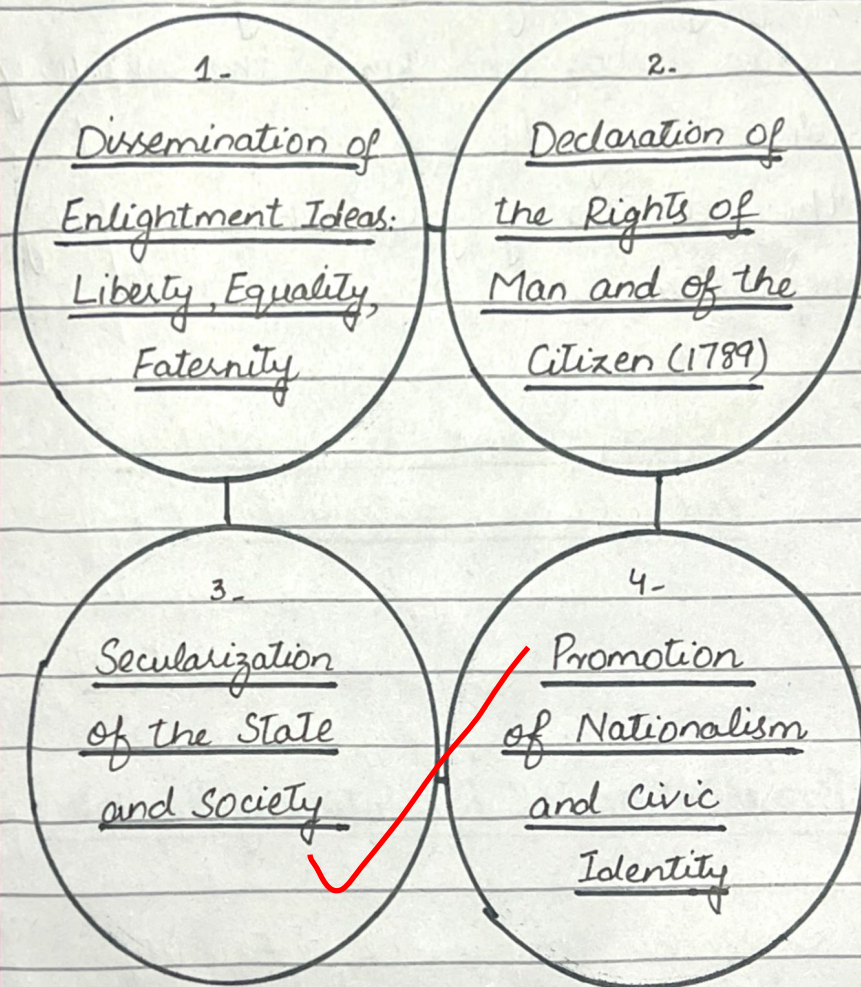 1-
Dissemination of
Enlightment Ideas:
Liberty, Equality,
Faternity
2-
Declaration of
the Rights of
Man and of the
Citizen (1789)
3-
Secularization
of the State
and Society
4-
Promotion
of Nationalism
and Civic
Identity